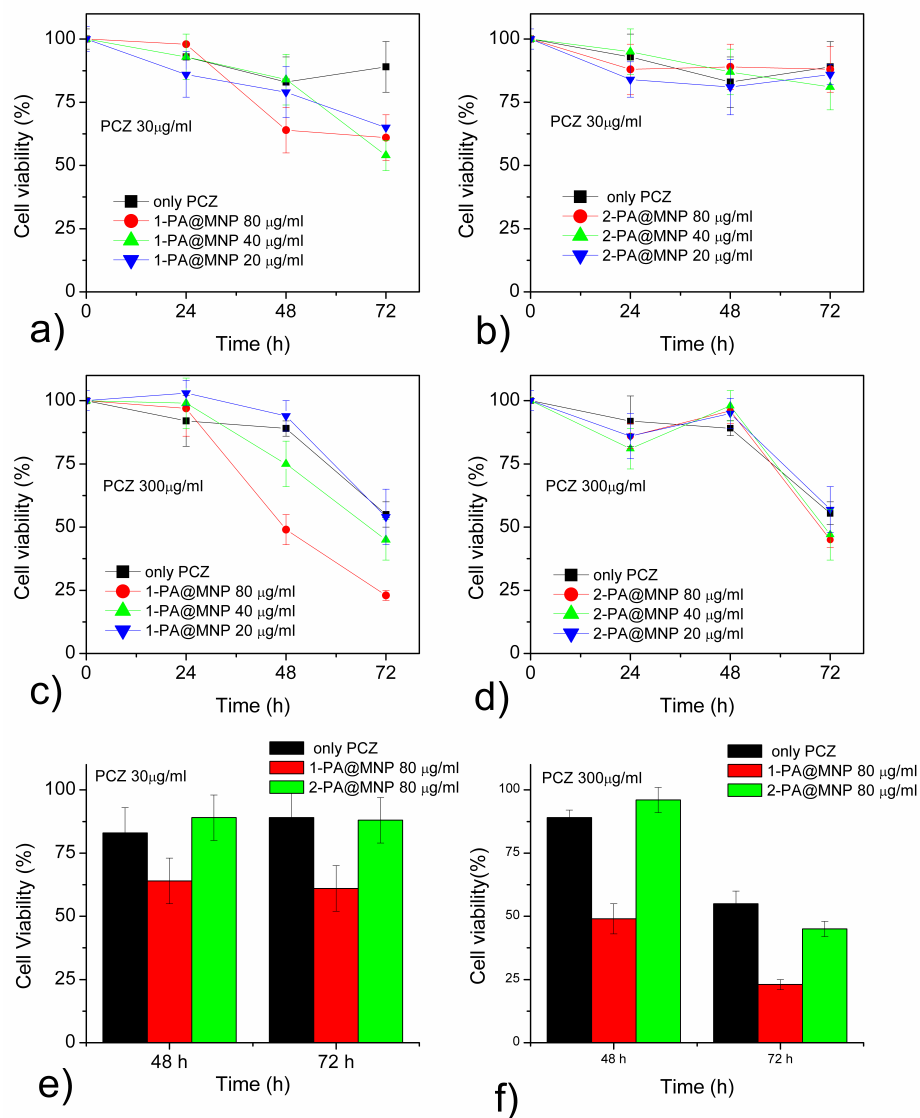 100
75
50
25
0
Cell viability (%)
PCZ 30μg/ml
only PCZ
1-PA@MNP 80 μg/ml
1-PA@MNP 40 μg/ml
1-PA@MNP 20 μg/ml
0 24 48 72
Time (h)
a)
100
75
50
25
0
Cell viability (%)
PCZ 30μg/ml
only PCZ
2-PA@MNP 80 μg/ml
2-PA@MNP 40 μg/ml
2-PA@MNP 20 μg/ml
0 24 48 72
Time (h)
b)
100
75
50
25
0
Cell viability (%)
PCZ 300μg/ml
only PCZ
1-PA@MNP 80 μg/ml
1-PA@MNP 40 μg/ml
1-PA@MNP 20 μg/ml
0 24 48 72
Time (h)
c)
100
75
50
25
0
Cell viability (%)
PCZ 300μg/ml
only PCZ
2-PA@MNP 80 μg/ml
2-PA@MNP 40 μg/ml
2-PA@MNP 20 μg/ml
0 24 48 72
Time (h)
d)
only PCZ
1-PA@MNP 80 μg/ml
2-PA@MNP 80 μg/ml
PCZ 30μg/ml
100
75
50
25
0
Cell Viability (%)
48 h 72 h
Time (h)
e)
only PCZ
1-PA@MNP 80 μg/ml
2-PA@MNP 80 μg/ml
PCZ 300μg/ml
100
75
50
25
0
Cell viability(%)
48 h 72 h
Time (h)
f)